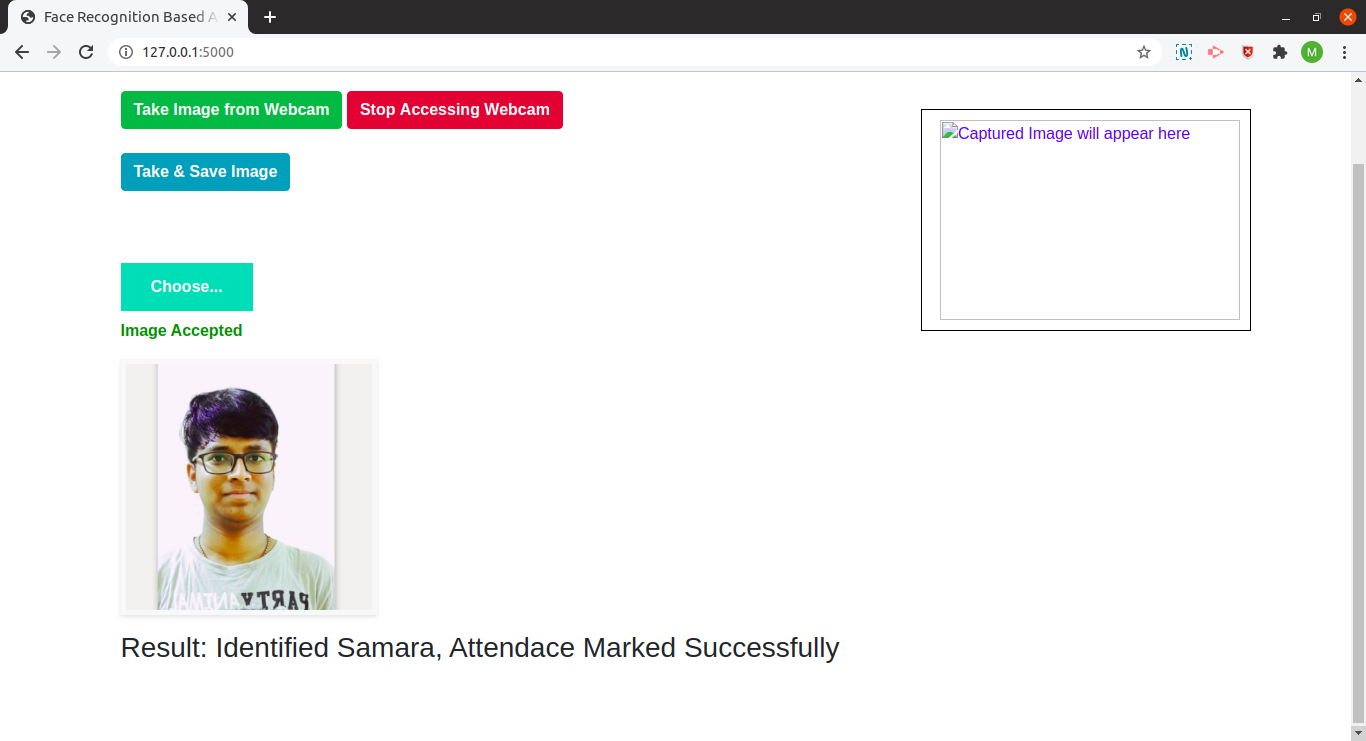 Face Recognition Based A
127.0.0.1:5000
M
Take Image from Webcam
Stop Accessing Webcam
Captured Image will appear here
Take & Save Image
Choose...
Image Accepted
PARTY
ANIMA
Result: Identified Samara, Attendace Marked Successfully